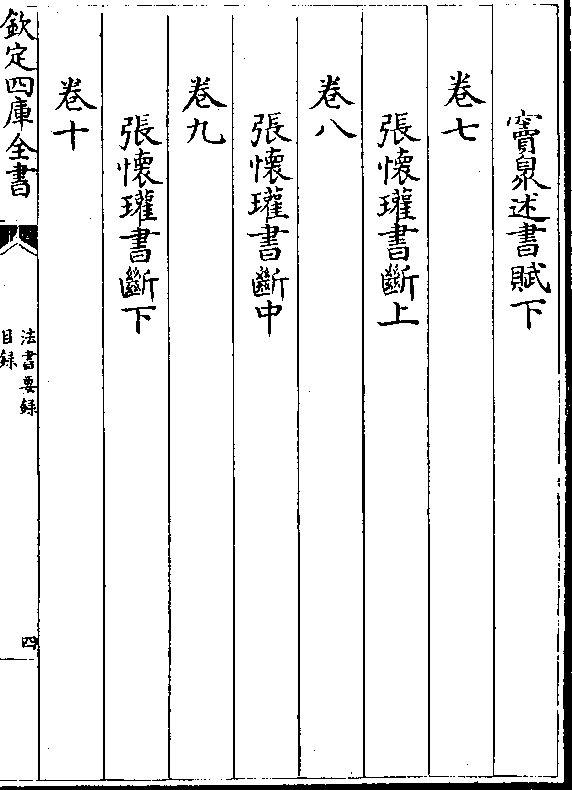 竇臮述書賦下
卷七
張懷瓘書斷上
卷八
張懷瓘書斷中
卷九
張懷瓘書斷下
卷十
欽定四庫全書
法書要錄
目錄
四